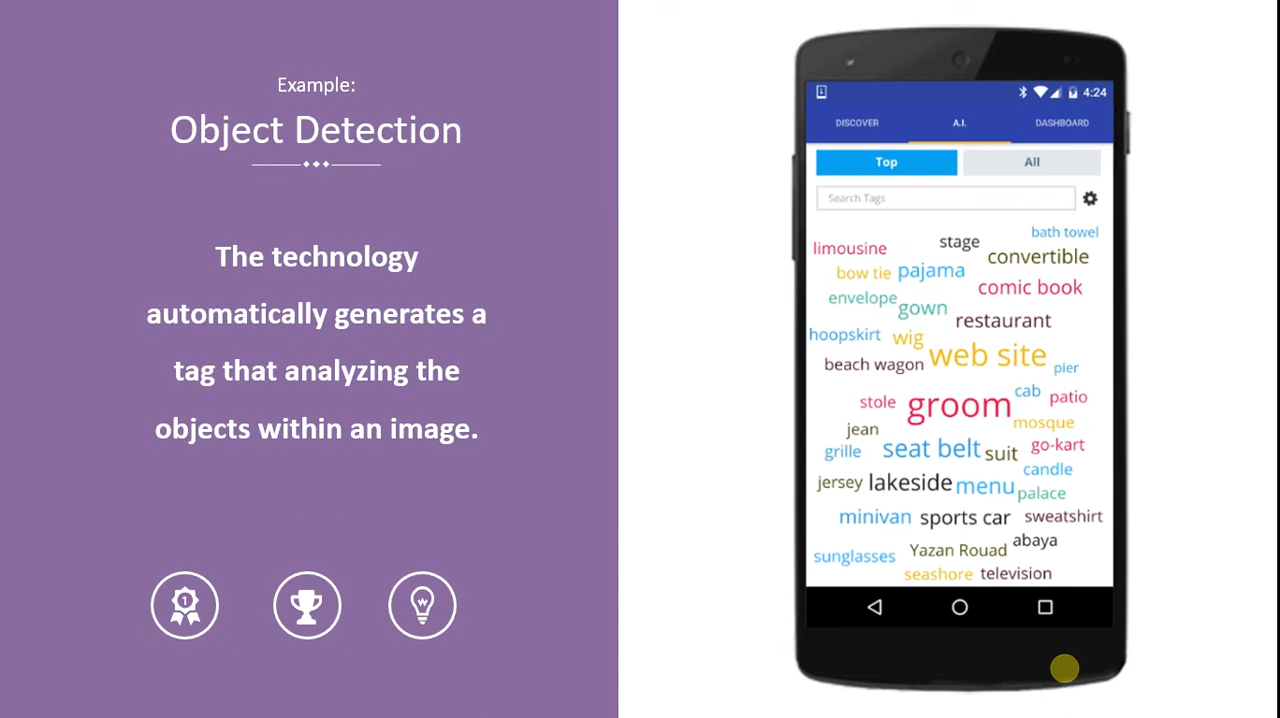 Example:
Object Detection
The technology
automatically generates a
tag that analyzing the
objects within an image.
1
4:24
DISCOVER A.I. DASHBOARD
Top All
Search Tags
bath towel
limousine stage
convertible
bow tie pajama
comic book
envelope gown
restaurant
hoopskirt wig
web site
beach wagon pier
cab patio
stole groom
mosque
jean
go-kart
grille seat belt suit
candle
jersey lakeside menu palace
minivan sports car sweatshirt
abaya
sunglasses Yazan Rouad
seashore television